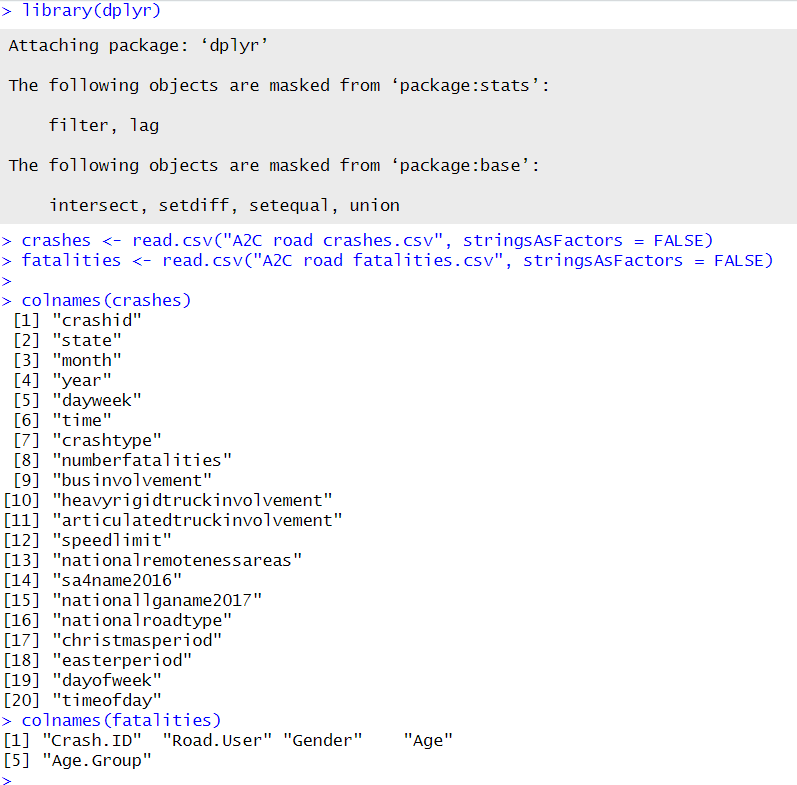 > library(dplyr)
Attaching package: ‘dplyr’
The following objects are masked from ‘package:stats’:
filter, lag
The following objects are masked from ‘package:base’:
intersect, setdiff, setequal, union
> crashes <- read.csv("A2C road crashes.csv", stringsAsFactors = FALSE)
> fatalities <- read.csv("A2C road fatalities.csv", stringsAsFactors = FALSE)
>
> colnames(crashes)
[1] "crashid"
[2] "state"
[3] "month"
[4] "year"
[5] "dayweek"
[6] "time"
[7] "crashtype"
[8] "numberfatalities"
[9] "businvolvement"
[10] "heavyrigidtruckinvolvement"
[11] "articulatedtruckinvolvement"
[12] "speedlimit"
[13] "nationalremotenessareas"
[14] "sa4name2016"
[15] "nationallganame2017"
[16] "nationalroadtype"
[17] "christmasperiod"
[18] "easterperiod"
[19] "dayofweek"
[20] "timeofday"
> colnames(fatalities)
[1] "Crash.ID"  "Road.User" "Gender"    "Age"
[5] "Age.Group"
>